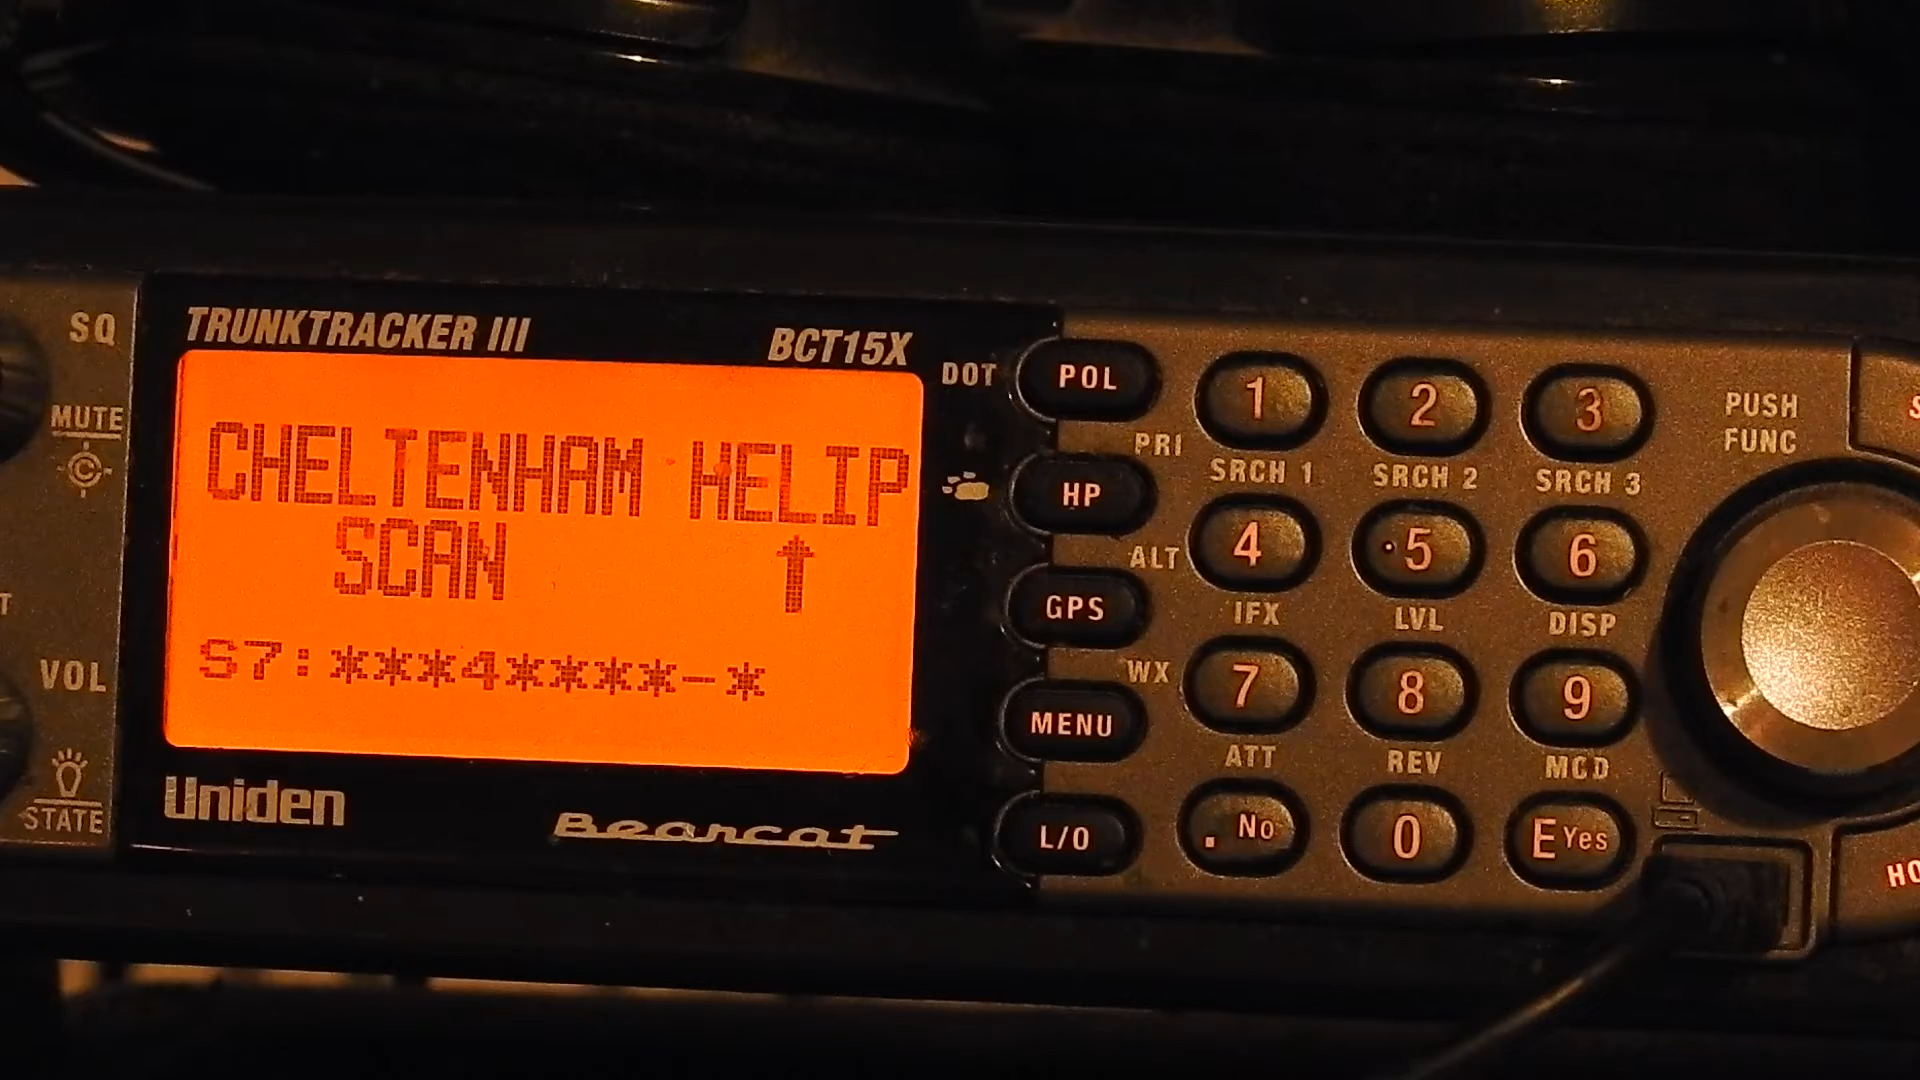 SQ
MUTE
VOL
STATE
TRUNKTRACKER III
BCT15X
CHELTENHAM HELIP
SCAN ↑
S7:***4****-*
Uniden
Bearcat
DOT POL
PRI
HP
ALT
GPS
WX
MENU
L/O
1 2 3
SRCH 1 SRCH 2 SRCH 3
4 5 6
IFX LVL DISP
7 8 9
ATT REV MCD
. No 0 E Yes
PUSH
FUNC